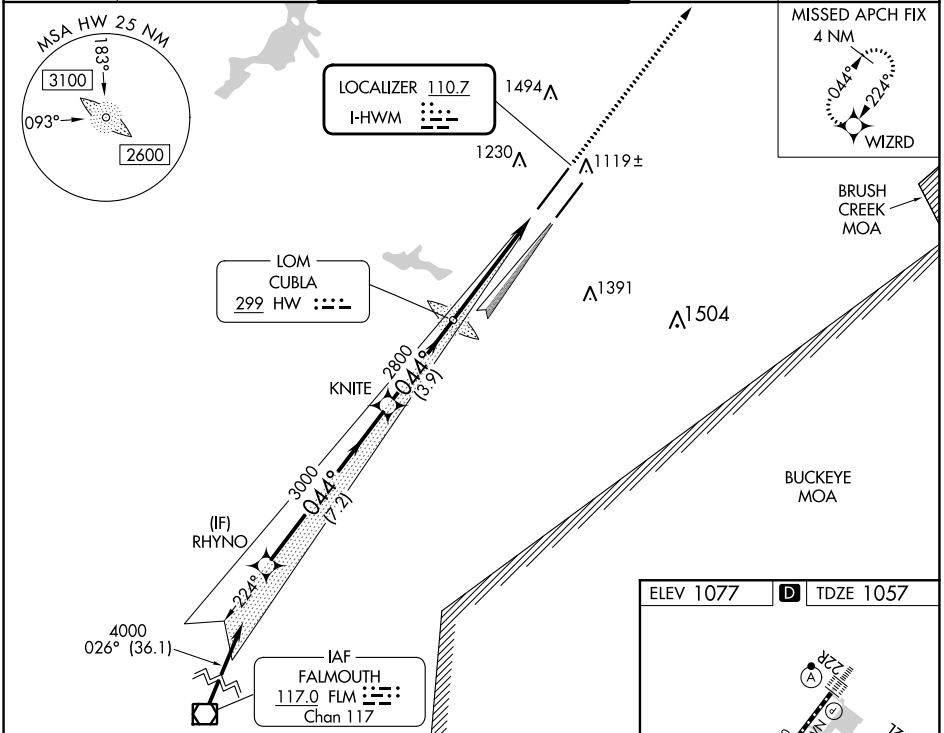 MSA HW 25 NM
183°
3100
093°
2600
LOCALIZER 110.7
I-HWM
1494
1230
1119±
MISSED APCH FIX
4 NM
044°
224°
WIZRD
BRUSH
CREEK
MOA
LOM
CUBLA
299 HW
1391
1504
2800
044°
(3.9)
KNITE
3000
044°
(7.2)
(IF)
RHYNO
224°
BUCKEYE
MOA
4000
026° (36.1)
IAF
FALMOUTH
117.0 FLM
Chan 117
ELEV 1077 D TDZE 1057
22R
A
P